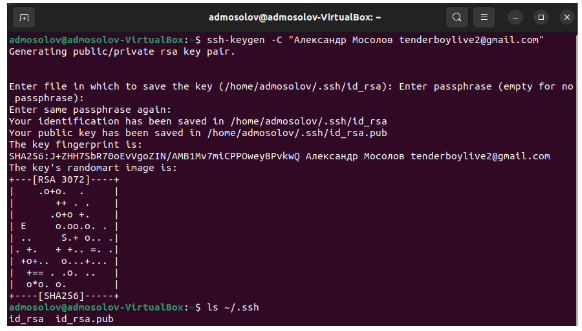 admosolov@admosolov-VirtualBox: ~
admosolov@admosolov-VirtualBox:~$ ssh-keygen -C "Александр Мосолов tenderboylive2@gmail.com"
Generating public/private rsa key pair.
Enter file in which to save the key (/home/admosolov/.ssh/id_rsa): Enter passphrase (empty for no
 passphrase):
Enter same passphrase again:
Your identification has been saved in /home/admosolov/.ssh/id_rsa
Your public key has been saved in /home/admosolov/.ssh/id_rsa.pub
The key fingerprint is:
SHA256:J+ZHH7SbR70oEvVgoZIN/AMB1Mv7miCPPOweyBPvkwQ Александр Мосолов tenderboylive2@gmail.com
The key's randomart image is:
+---[RSA 3072]----+
|    .o+o.  .     |
|       ++ . .    |
|      .o+o +.    |
| E     o.oo.o. . |
| ..     S.+ o.. .|
| . +.   + +.. =. .|
| +o+..  o...+... |
|  +== . .o. ..   |
|  o*o. o.        |
+----[SHA256]-----+
admosolov@admosolov-VirtualBox:~$ ls ~/.ssh
id_rsa  id_rsa.pub